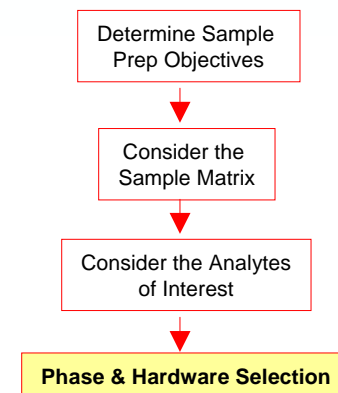 Determine Sample
Prep Objectives
Consider the
Sample Matrix
Consider the Analytes
of Interest
Phase & Hardware Selection